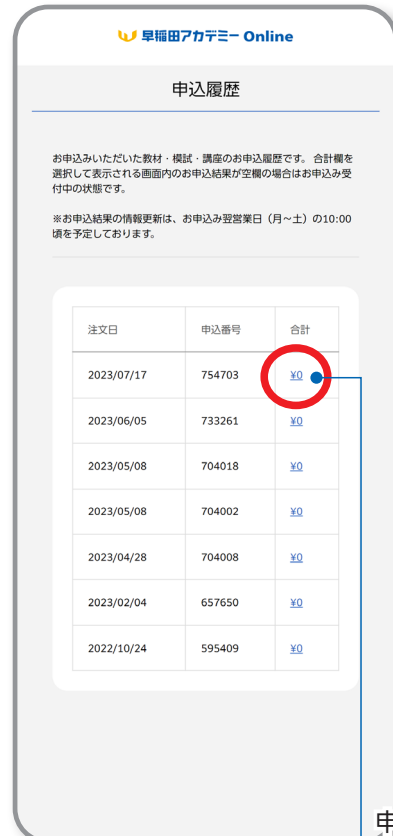 早稲田アカデミー Online
申込履歴
お申込みいただいた教材・模試・講座のお申込履歴です。 合計欄を
選択して表示される画面内のお申込結果が空欄の場合はお申込み受
付中の状態です。
※お申込結果の情報更新は、お申込み翌営業日（月～土）の10:00
頃を予定しております。
注文日 申込番号 合計
2023/07/17 754703 ¥0
2023/06/05 733261 ¥0
2023/05/08 704018 ¥0
2023/05/08 704002 ¥0
2023/04/28 704008 ¥0
2023/02/04 657650 ¥0
2022/10/24 595409 ¥0
申